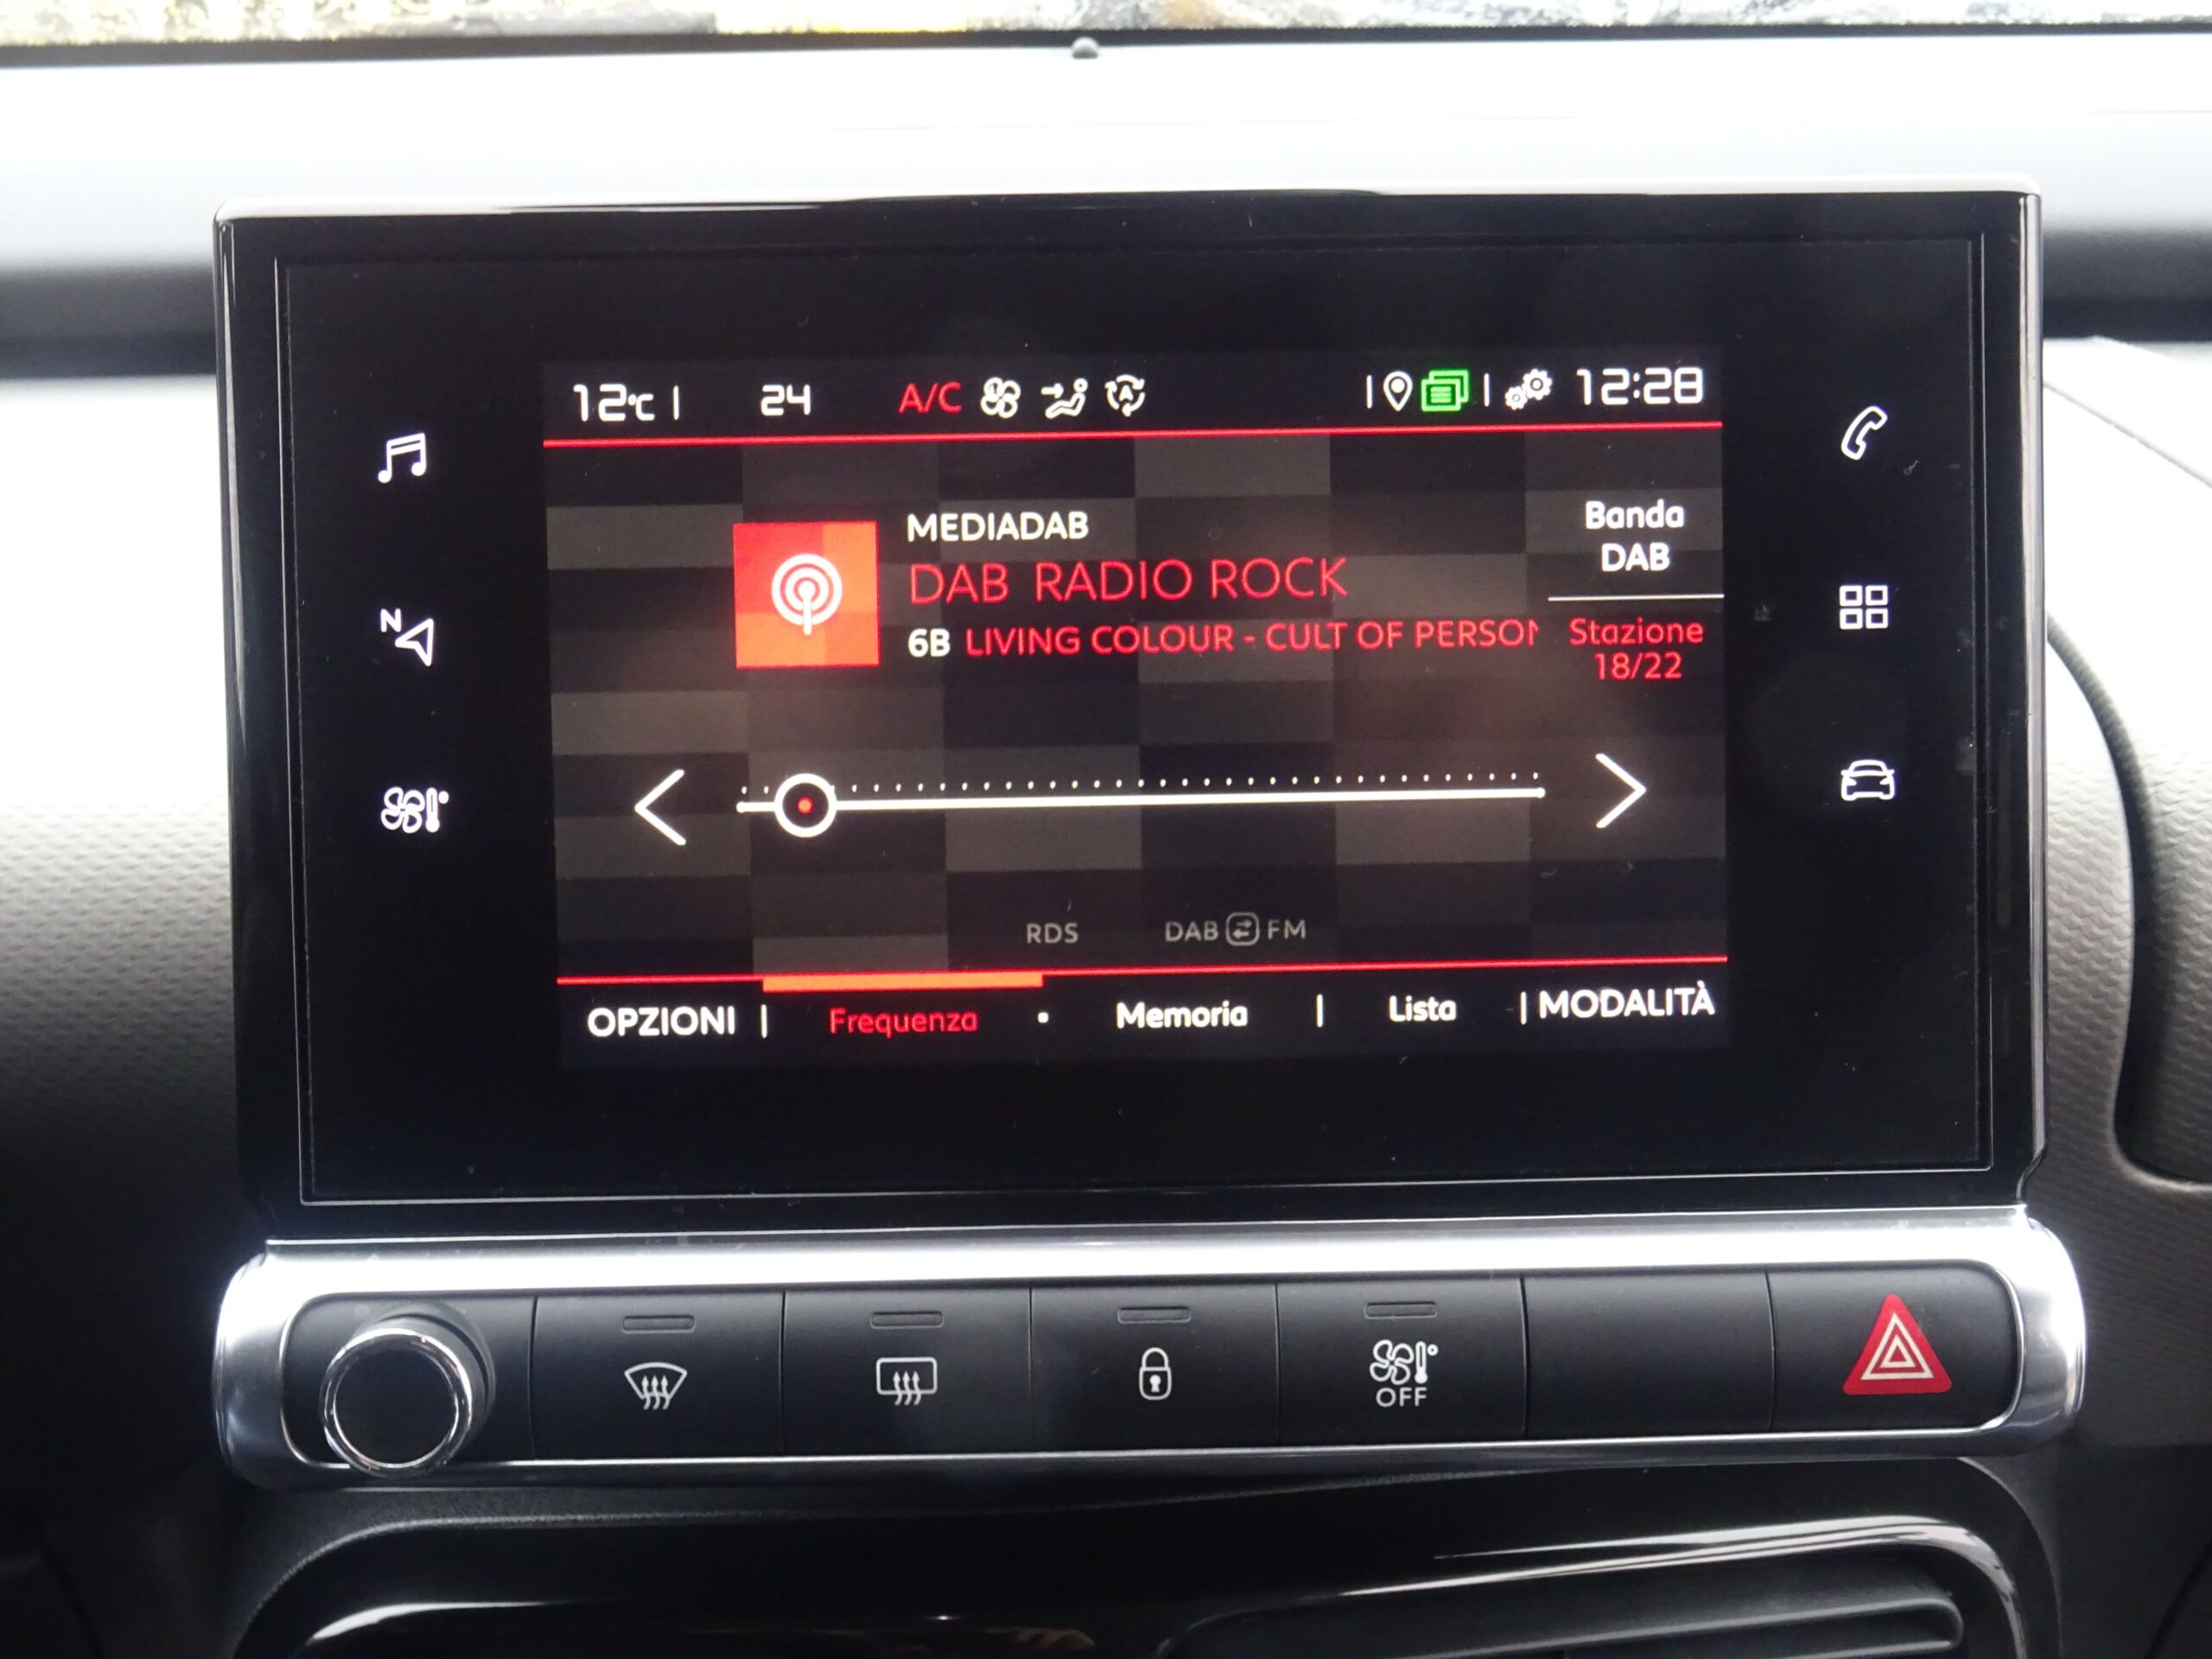 12°C | 24 A/C A | | 12:28
N
MEDIADAB
DAB RADIO ROCK
6B LIVING COLOUR - CULT OF PERSON
Banda
DAB
Stazione
18/22
RDS DAB FM
OPZIONI | Frequenza · Memoria | Lista | MODALITÀ
OFF